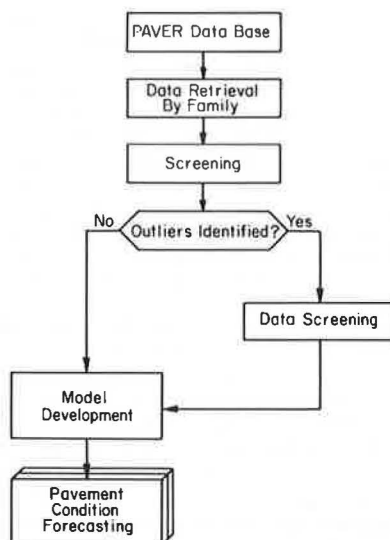 PAVER Data Base
Data Retrieval
By Family
Screening
No
Outliers Identified?
Yes
Data Screening
Model
Development
Pavement
Condition
Forecasting